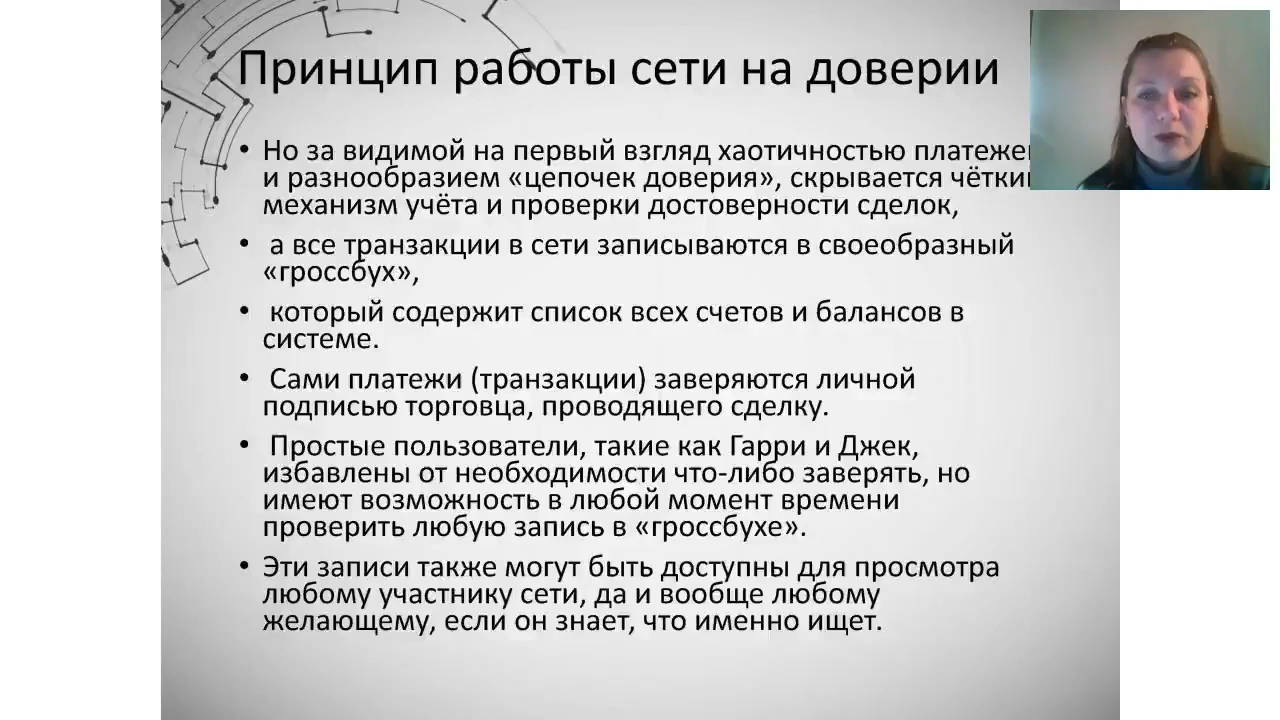 Принцип работы сети на доверии
• Но за видимой на первый взгляд хаотичностью
и разнообразием «цепочек доверия», скрывается
механизм учёта и проверки достоверности сделок,
• а все транзакции в сети записываются в своеобразный
«гроссбух»,
• который содержит список всех счетов и балансов в
системе.
• Сами платежи (транзакции) заверяются личной
подписью торговца, проводящего сделку.
• Простые пользователи, такие как Гарри и Джек,
избавлены от необходимости что-либо заверять, но
имеют возможность в любой момент времени
проверить любую запись в «гроссбухе».
• Эти записи также могут быть доступны для просмотра
любому участнику сети, да и вообще любому
желающему, если он знает, что именно ищет.